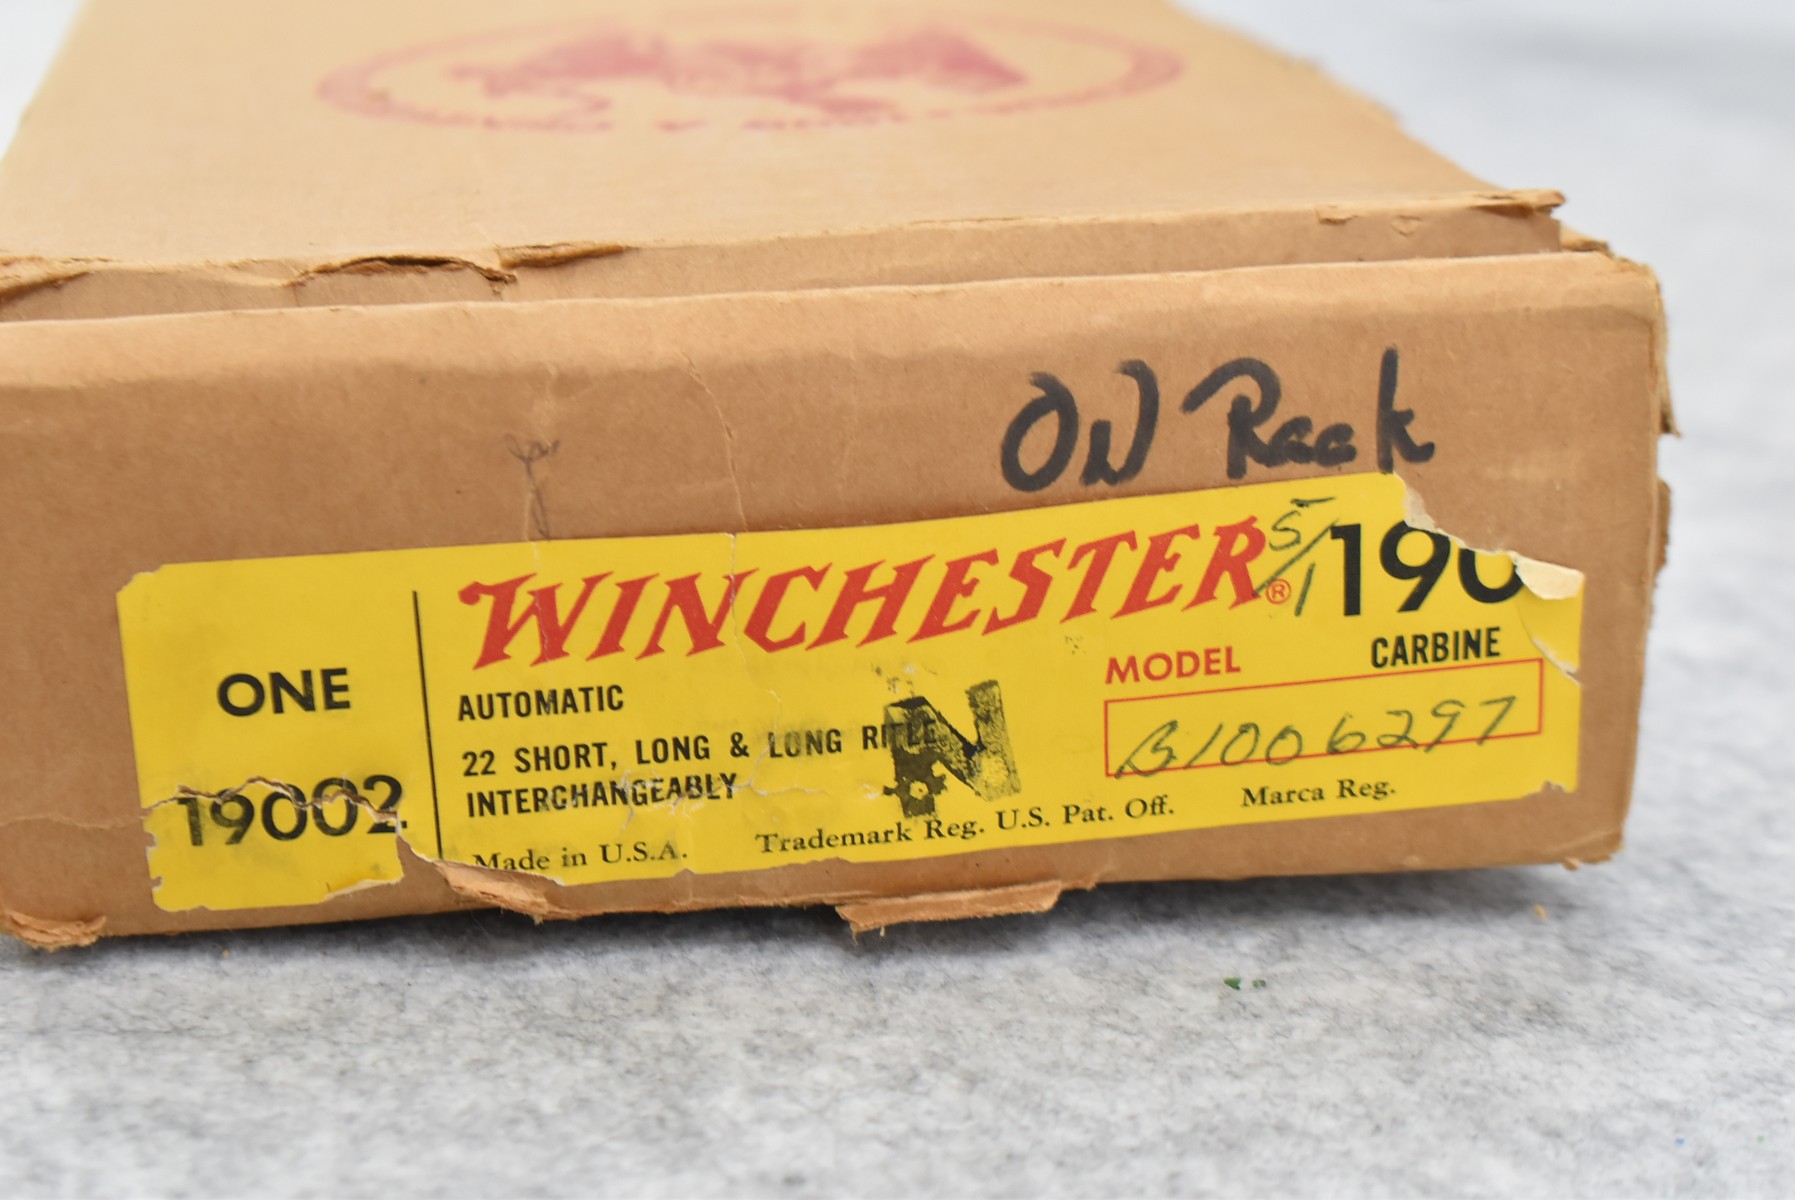 ON Rack
WINCHESTER® 5/1 190
ONE
MODEL CARBINE
AUTOMATIC
22 SHORT, LONG & LONG RIFLE
INTERCHANGEABLY
N
B1006297
19002
Made in U.S.A. Trademark Reg. U.S. Pat. Off. Marca Reg.